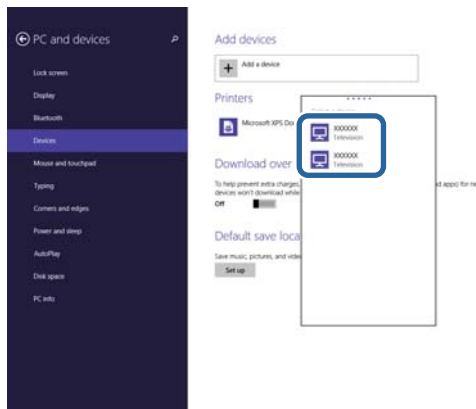 PC and devices
Lock screen
Display
Bluetooth
Devices
Mouse and touchpad
Typing
Corners and edges
Power and sleep
AutoPlay
Disk space
PC info
Add devices
Add a device
Printers
Microsoft XPS Do
Download over
To help prevent extra charges,
devices won't download while
d apps) for ne
Off
Default save loca
Save music, pictures, and vide
Set up
XXXXXX
Television
XXXXXX
Television